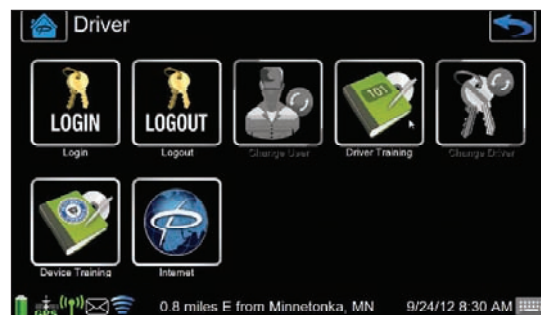 Driver
LOGIN
Login
LOGOUT
Logout
Change User
101
Driver Training
Change Driver
Device Training
Internet
GPS
0.8 miles E from Minnetonka, MN
9/24/12 8:30 AM